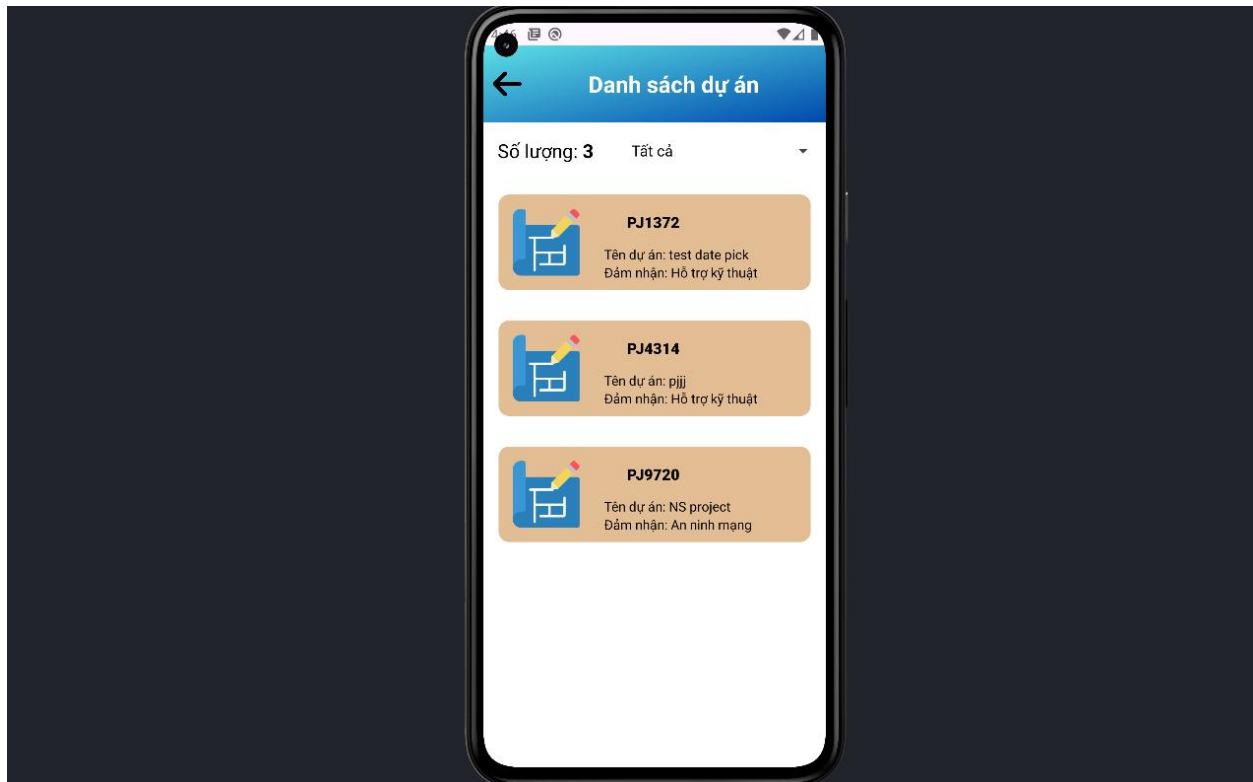 Danh sách dự án
Số lượng: 3 Tất cả
PJ1372
Tên dự án: test date pick
Đảm nhận: Hỗ trợ kỹ thuật
PJ4314
Tên dự án: pjjj
Đảm nhận: Hỗ trợ kỹ thuật
PJ9720
Tên dự án: NS project
Đảm nhận: An ninh mạng